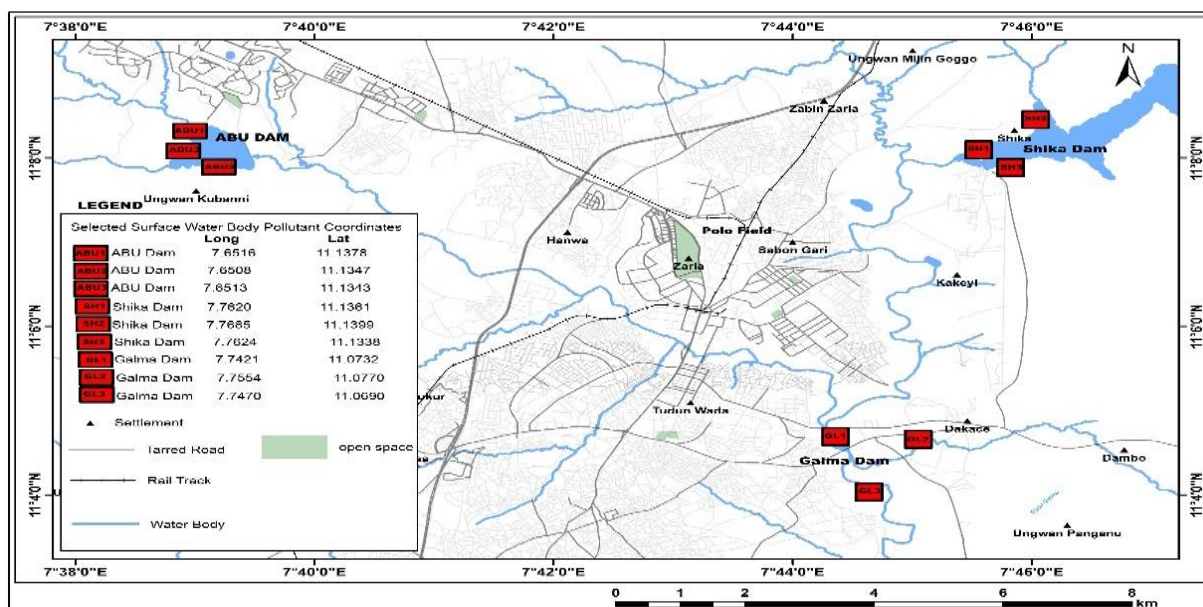 7°38'0"E 7°40'0"E 7°42'0"E 7°44'0"E 7°46'0"E
N
Ungwan Mijin Goggo
Zabin Zaria
ABU1 ABU DAM
SH2
Shika
11°8'0"N 11°8'0"N
SH1 Shika Dam
SH3
Ungwan Kubanni
LEGEND
Selected Surface Water Body Pollutant Coordinates
Long Lat
ABU1 ABU Dam 7.6516 11.1378
ABU2 ABU Dam 7.6508 11.1347
ABU3 ABU Dam 7.6513 11.1343
SH1 Shika Dam 7.7620 11.1361
SH2 Shika Dam 7.7665 11.1399
SH3 Shika Dam 7.7624 11.1338
GL1 Galma Dam 7.7421 11.0732
GL2 Galma Dam 7.7554 11.0770
GL3 Galma Dam 7.7470 11.0690
Settlement
Tarred Road
open space
Rail Track
Water Body
Polo Field
Hanwa
Sabon Gari
Zaria
Kakeyi
11°6'0"N 11°6'0"N
Tudun Wada
GL1 GL2
Dakace
Galma Dam
Dambo
GL3
11°4'0"N 11°4'0"N
Ungwan Panganu
7°38'0"E 7°40'0"E 7°42'0"E 7°44'0"E 7°46'0"E
0 1 2 4 6 8
km